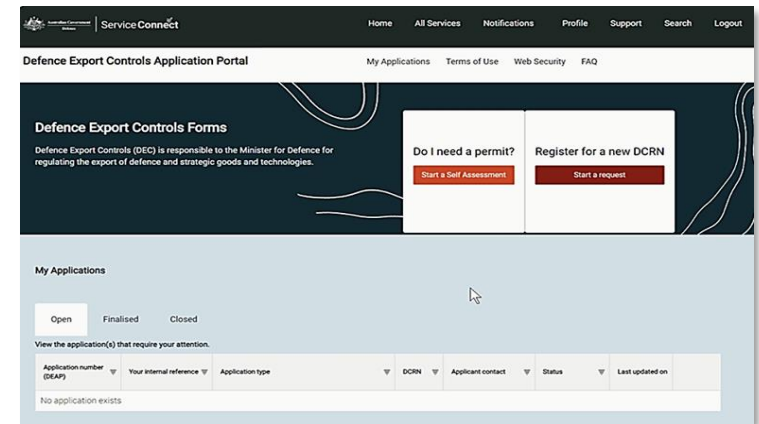 Australian Government
Defence
ServiceConnect
Home All Services Notifications Profile Support Search Logout
Defence Export Controls Application Portal
My Applications Terms of Use Web Security FAQ
Defence Export Controls Forms
Defence Export Controls (DEC) is responsible to the Minister for Defence for
regulating the export of defence and strategic goods and technologies.
Do I need a permit?
Start a Self Assessment
Register for a new DCRN
Start a request
My Applications
Open Finalised Closed
View the application(s) that require your attention.
Application number
(DEAP)
Your internal reference Application type DCRN Applicant contact Status Last updated on
No application exists